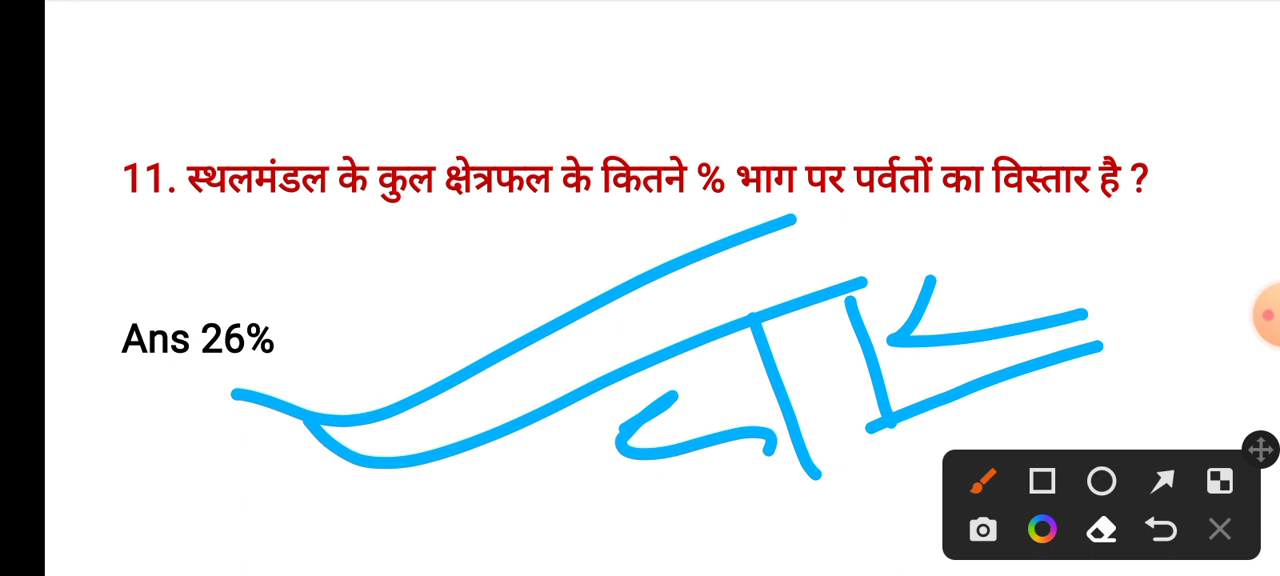 11. स्थलमंडल के कुल क्षेत्रफल के कितने % भाग पर पर्वतों का विस्तार है ?
Ans 26%